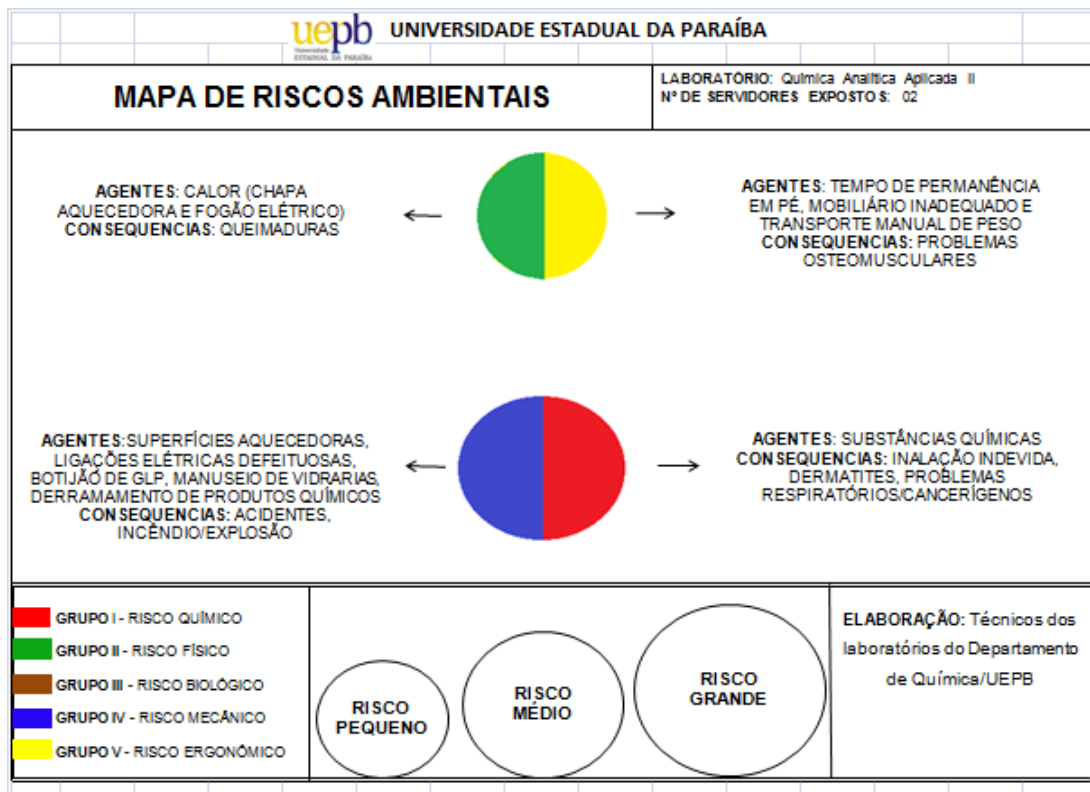 uepb UNIVERSIDADE ESTADUAL DA PARAÍBA
Universidade
ESTADUAL DA PARAÍBA
MAPA DE RISCOS AMBIENTAIS
LABORATÓRIO: Química Analítica Aplicada II
Nº DE SERVIDORES EXPOSTOS: 02
AGENTES: CALOR (CHAPA
AQUECEDORA E FOGÃO ELÉTRICO)
CONSEQUENCIAS: QUEIMADURAS
AGENTES: TEMPO DE PERMANÊNCIA
EM PÉ, MOBILIÁRIO INADEQUADO E
TRANSPORTE MANUAL DE PESO
CONSEQUENCIAS: PROBLEMAS
OSTEOMUSCULARES
AGENTES:SUPERFÍCIES AQUECEDORAS,
LIGAÇÕES ELÉTRICAS DEFEITUOSAS,
BOTIJÃO DE GLP, MANUSEIO DE VIDRARIAS,
DERRAMAMENTO DE PRODUTOS QUÍMICOS
CONSEQUENCIAS: ACIDENTES,
INCÊNDIO/EXPLOSÃO
AGENTES: SUBSTÂNCIAS QUÍMICAS
CONSEQUENCIAS: INALAÇÃO INDEVIDA,
DERMATITES, PROBLEMAS
RESPIRATÓRIOS/CANCERÍGENOS
GRUPO I - RISCO QUÍMICO
GRUPO II - RISCO FÍSICO
GRUPO III - RISCO BIOLÓGICO
GRUPO IV - RISCO MECÂNICO
GRUPO V - RISCO ERGONÔMICO
RISCO
PEQUENO
RISCO
MÉDIO
RISCO
GRANDE
ELABORAÇÃO: Técnicos dos
laboratórios do Departamento
de Química/UEPB